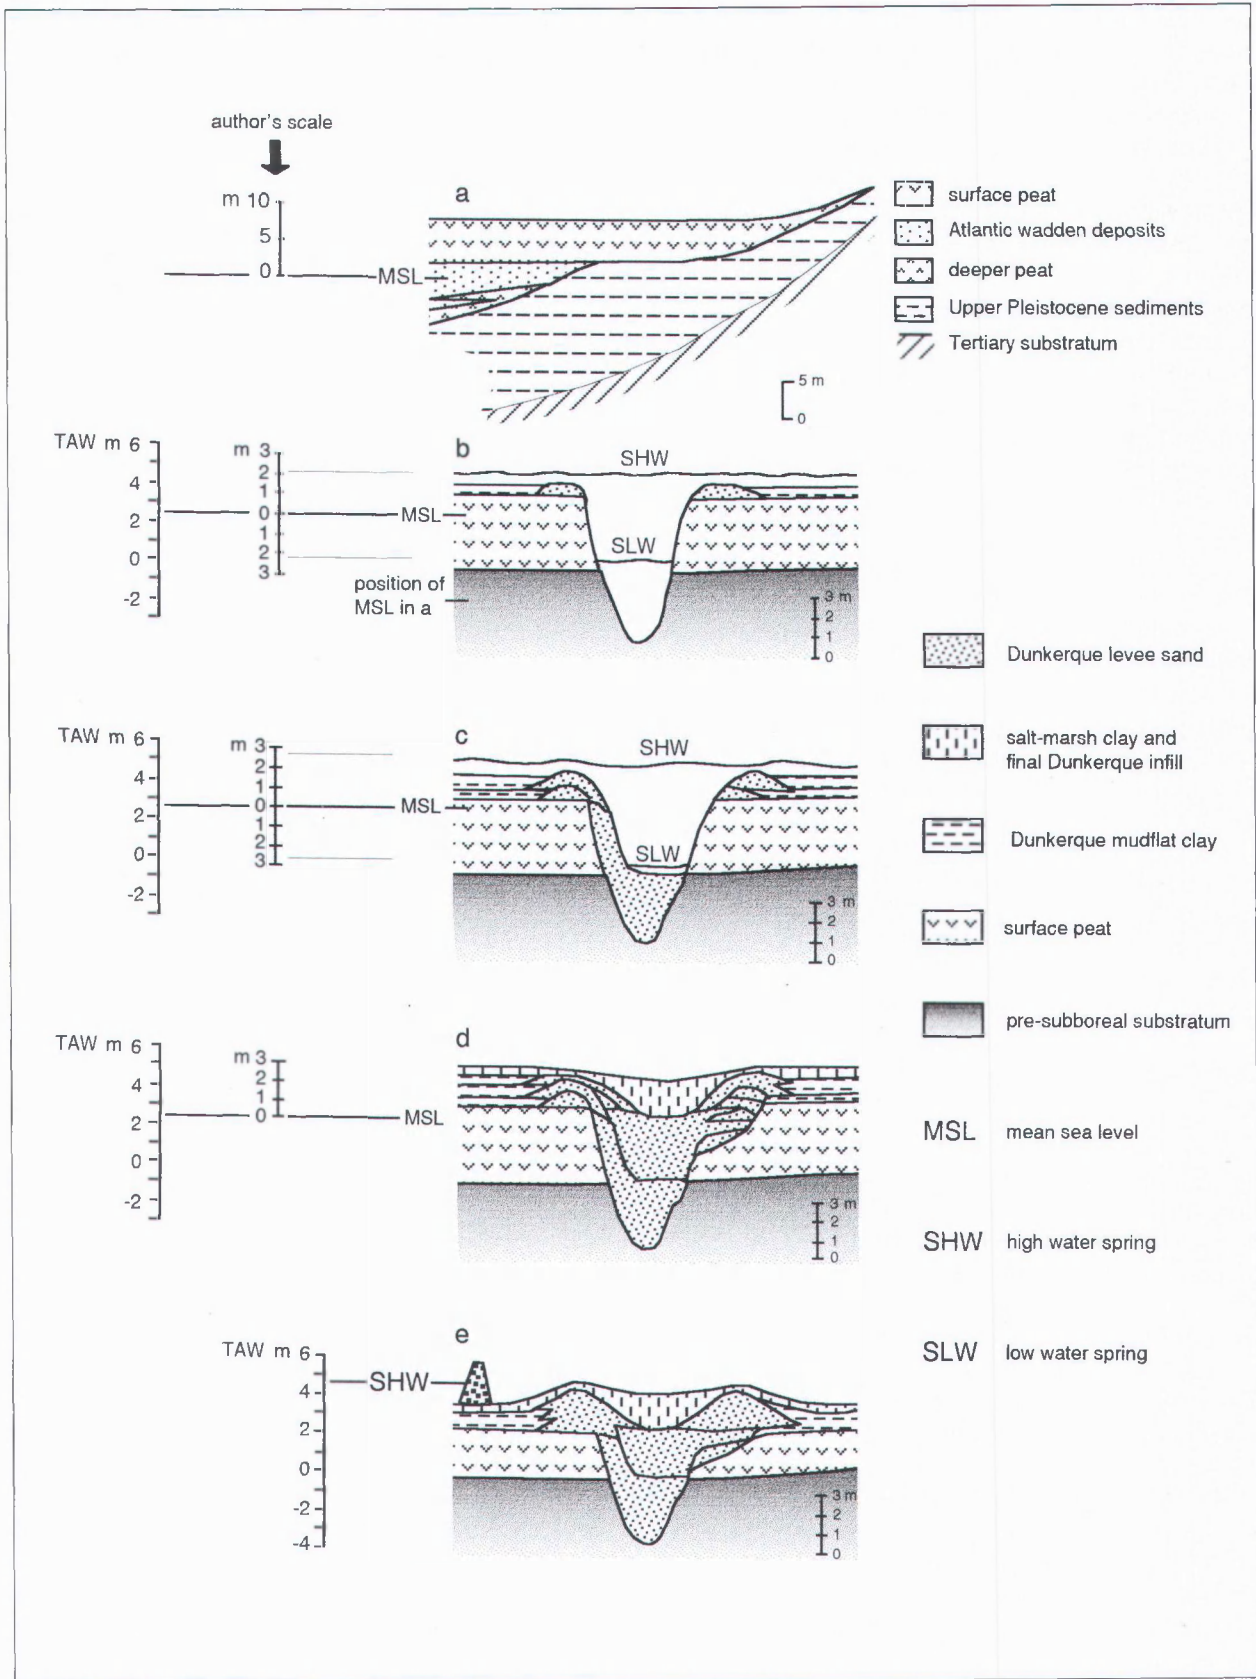 author's scale
m 10
5
0
MSL
a
surface peat
Atlantic wadden deposits
deeper peat
Upper Pleistocene sediments
Tertiary substratum
5 m
0
TAW m 6
4
2
0
-2
m 3
2
1
0
1
2
3
MSL
position of
MSL in a
b
SHW
SLW
3 m
2
1
0
Dunkerque levee sand
salt-marsh clay and
final Dunkerque infill
Dunkerque mudflat clay
surface peat
pre-subboreal substratum
MSL mean sea level
SHW high water spring
SLW low water spring
TAW m 6
4
2
0
-2
m 3
2
1
0
1
2
3
MSL
c
SHW
SLW
3 m
2
1
0
TAW m 6
4
2
0
-2
m 3
2
1
0
MSL
d
3 m
2
1
0
TAW m 6
4
2
0
-2
-4
SHW
e
3 m
2
1
0